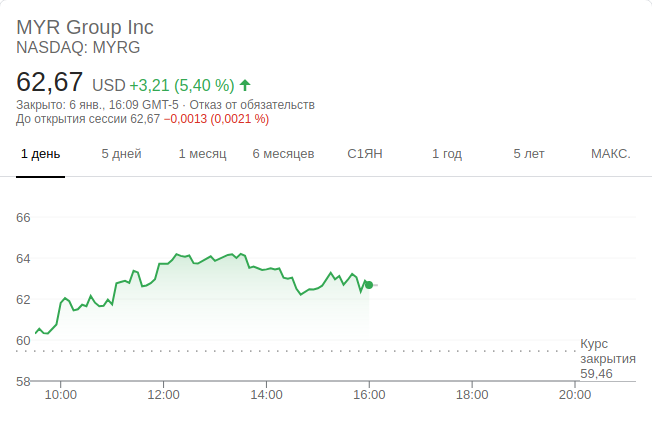 MYR Group Inc
NASDAQ: MYRG
62,67 USD +3,21 (5,40 %)
Закрыто: 6 янв., 16:09 GMT-5 · Отказ от обязательств
До открытия сессии 62,67 −0,0013 (0,0021 %)
1 день 5 дней 1 месяц 6 месяцев С1ЯН 1 год 5 лет МАКС.
66
64
62
60
Курс
закрытия
59,46
58
10:00 12:00 14:00 16:00 18:00 20:00